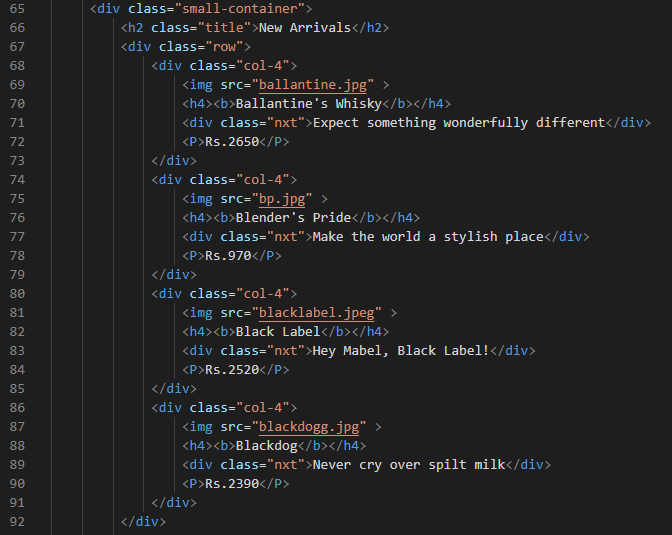 65 <div class="small-container">
66 <h2 class="title">New Arrivals</h2>
67 <div class="row">
68 <div class="col-4">
69 <img src="ballantine.jpg" >
70 <h4><b>Ballantine's Whisky</b></h4>
71 <div class="nxt">Expect something wonderfully different</div>
72 <P>Rs.2650</P>
73 </div>
74 <div class="col-4">
75 <img src="bp.jpg" >
76 <h4><b>Blender's Pride</b></h4>
77 <div class="nxt">Make the world a stylish place</div>
78 <P>Rs.970</P>
79 </div>
80 <div class="col-4">
81 <img src="blacklabel.jpeg" >
82 <h4><b>Black Label</b></h4>
83 <div class="nxt">Hey Mabel, Black Label!</div>
84 <P>Rs.2520</P>
85 </div>
86 <div class="col-4">
87 <img src="blackdogg.jpg" >
88 <h4><b>Blackdog</b></h4>
89 <div class="nxt">Never cry over spilt milk</div>
90 <P>Rs.2390</P>
91 </div>
92 </div>